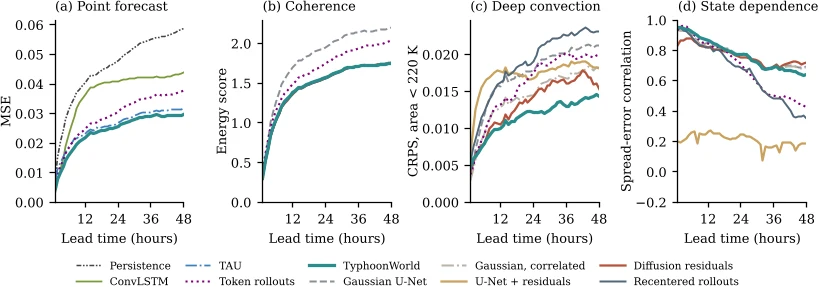 (a) Point forecast
(b) Coherence
(c) Deep convection
(d) State dependence
MSE
0.06
0.05
0.04
0.03
0.02
0.01
0.00
12 24 36 48
Lead time (hours)
Energy score
2.0
1.5
1.0
0.5
0.0
12 24 36 48
Lead time (hours)
CRPS, area < 220 K
0.020
0.015
0.010
0.005
0.000
12 24 36 48
Lead time (hours)
Spread-error correlation
1.0
0.8
0.6
0.4
0.2
0.0
−0.2
12 24 36 48
Lead time (hours)
Persistence TAU TyphoonWorld Gaussian, correlated Diffusion residuals
ConvLSTM Token rollouts Gaussian U-Net U-Net + residuals Recentered rollouts